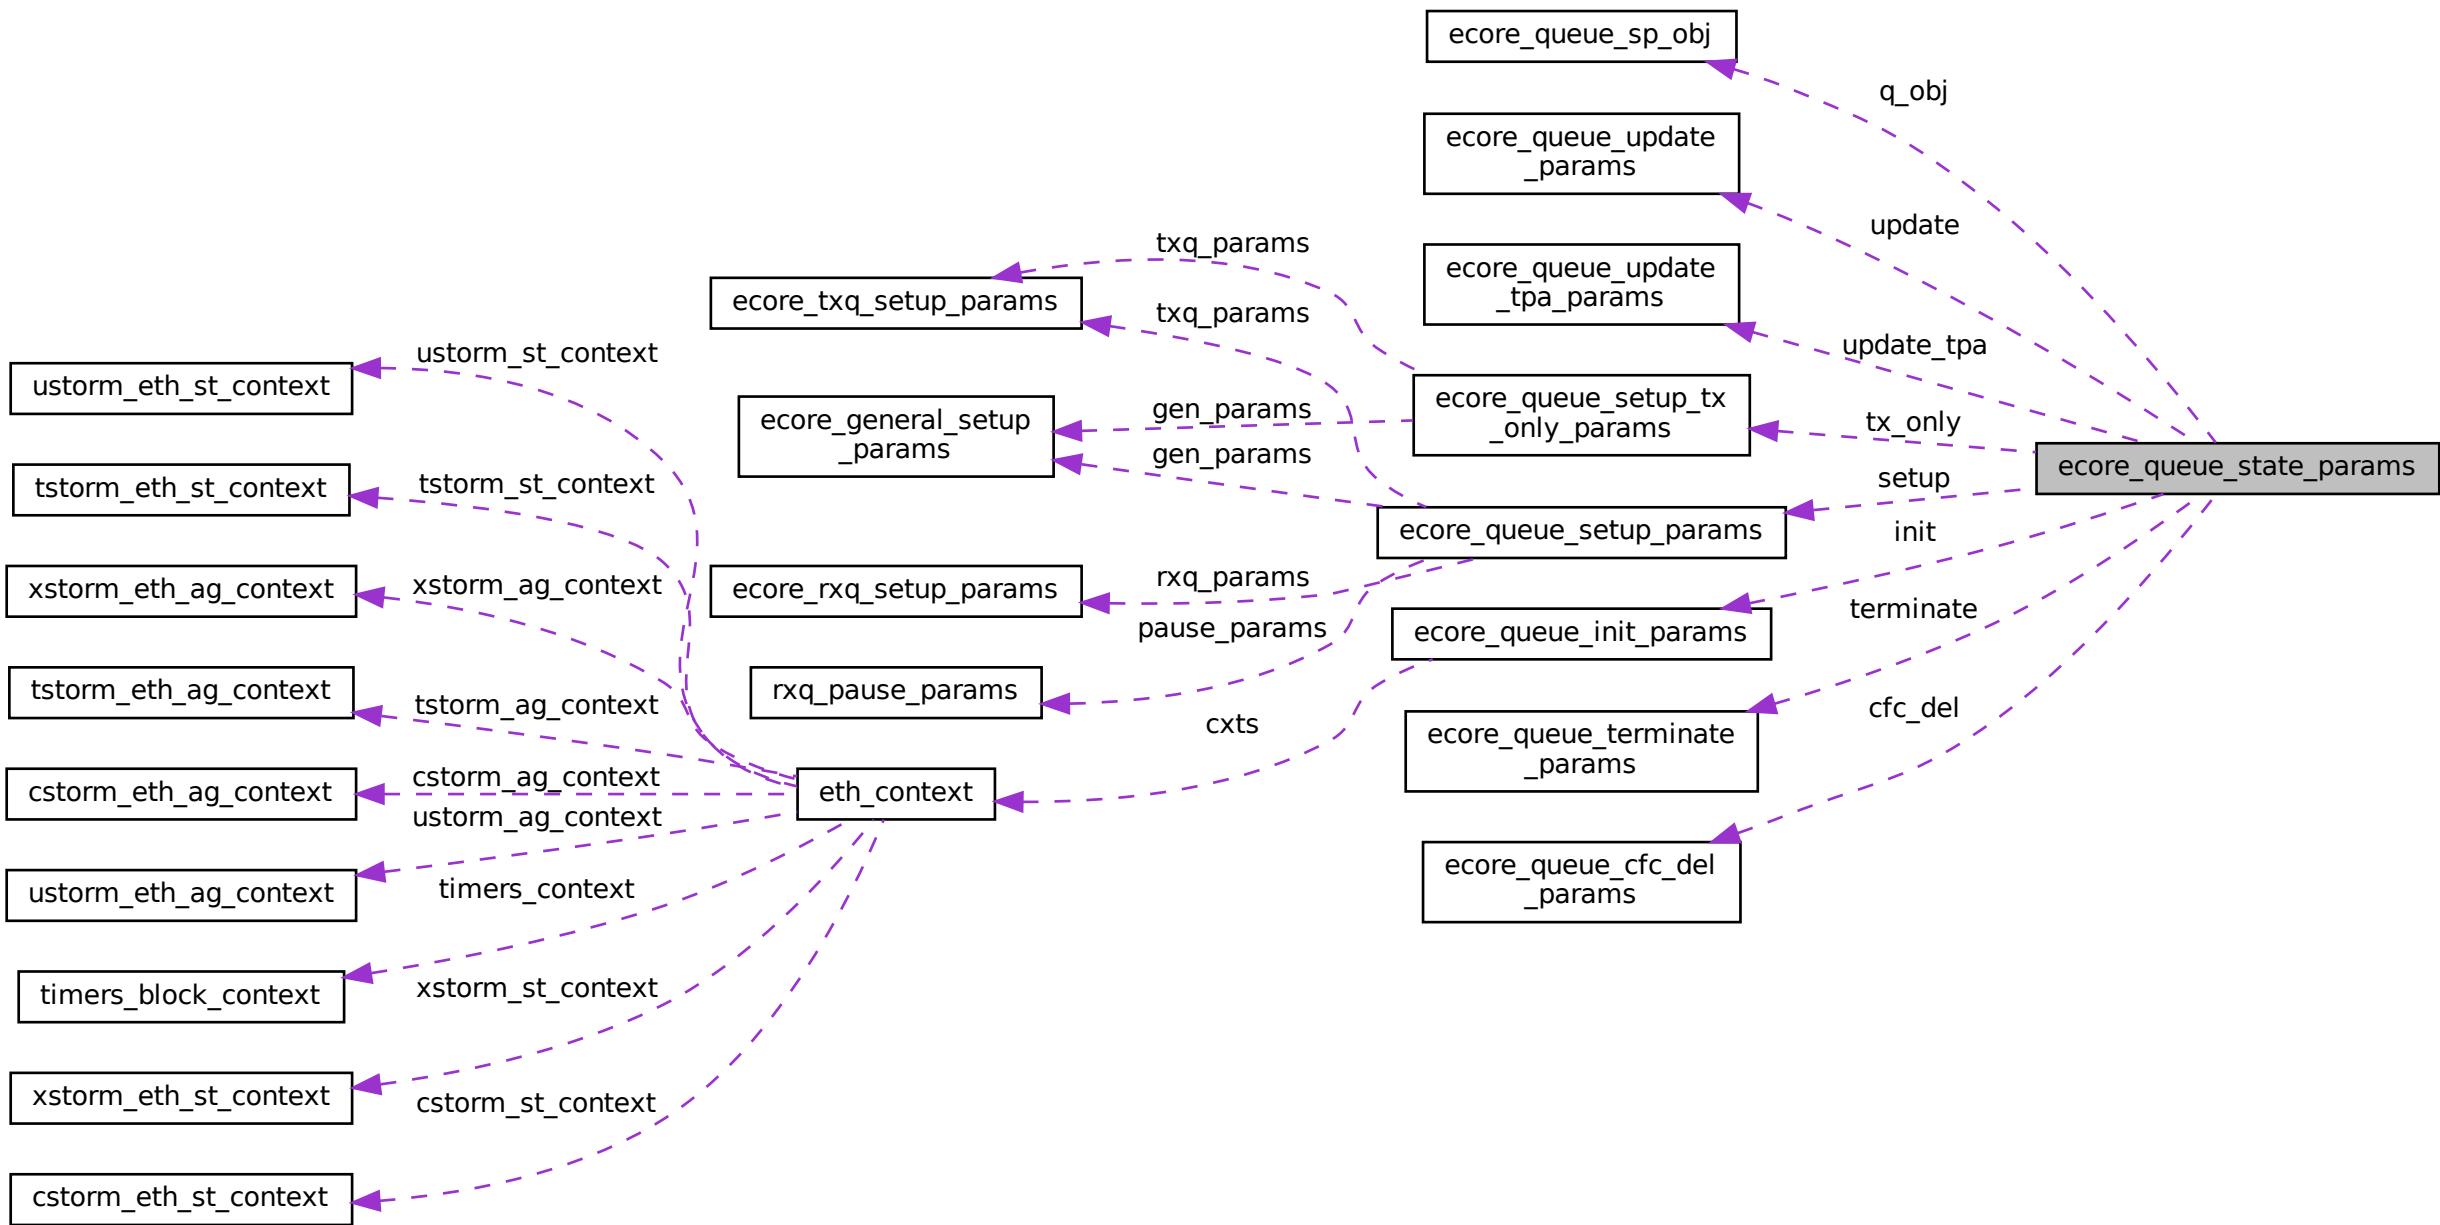 ecore_queue_sp_obj
q_obj
ecore_queue_update
_params
update
txq_params
ecore_queue_update
_tpa_params
ecore_txq_setup_params
txq_params
update_tpa
ustorm_st_context
ustorm_eth_st_context
ecore_general_setup
_params
gen_params
gen_params
ecore_queue_setup_tx
_only_params
tx_only
ecore_queue_state_params
setup
tstorm_eth_st_context
tstorm_st_context
ecore_queue_setup_params
init
xstorm_eth_ag_context
xstorm_ag_context
ecore_rxq_setup_params
rxq_params
pause_params
ecore_queue_init_params
terminate
tstorm_eth_ag_context
tstorm_ag_context
rxq_pause_params
cxts
ecore_queue_terminate
_params
cfc_del
cstorm_eth_ag_context
cstorm_ag_context
eth_context
ustorm_ag_context
ustorm_eth_ag_context
timers_context
ecore_queue_cfc_del
_params
timers_block_context
xstorm_st_context
xstorm_eth_st_context
cstorm_st_context
cstorm_eth_st_context